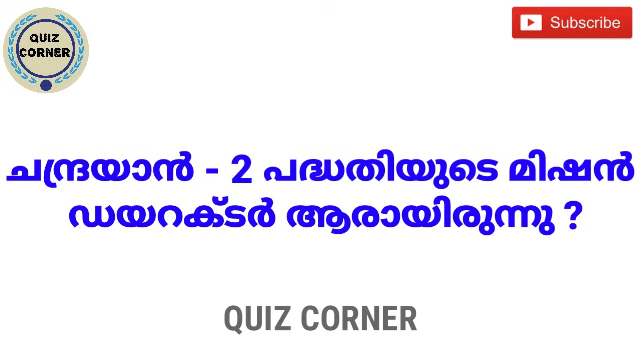 QUIZ
CORNER
Subscribe
ചന്ദ്രയാൻ - 2 പദ്ധതിയുടെ മിഷൻ
ഡയറക്ടർ ആരായിരുന്നു ?
QUIZ CORNER